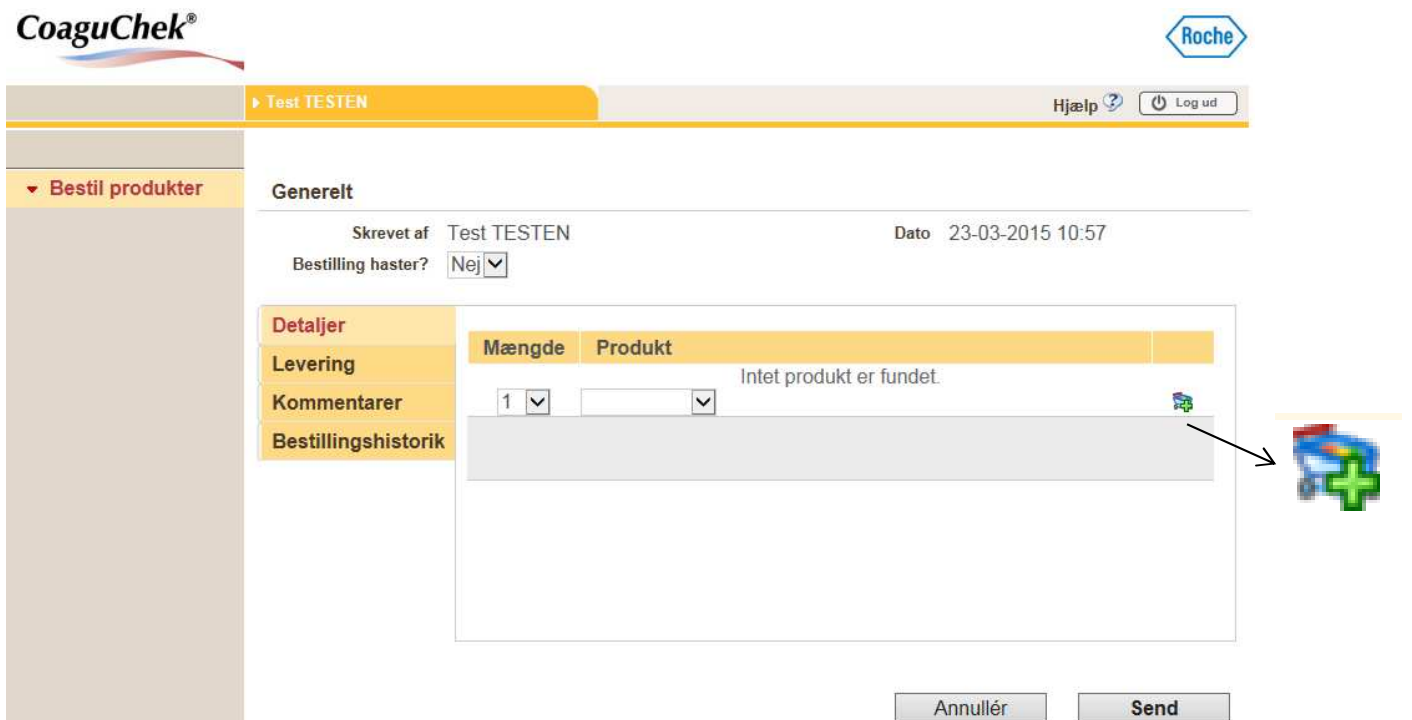 CoaguChek®
Roche
Test TESTEN
Hjælp
Log ud
Bestil produkter
Generelt
Skrevet af Test TESTEN
Dato 23-03-2015 10:57
Bestilling haster? Nej
Detaljer
Levering
Kommentarer
Bestillingshistorik
Mængde Produkt
Intet produkt er fundet.
1
Annullér
Send